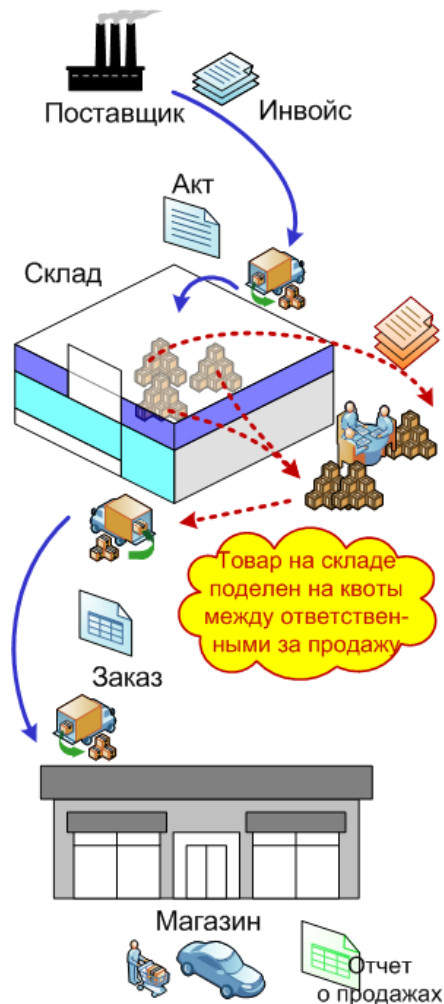 Поставщик
Инвойс
Акт
Склад
Товар на складе
поделен на квоты
между ответствен-
ными за продажу
Заказ
Магазин
Отчет
о продажах